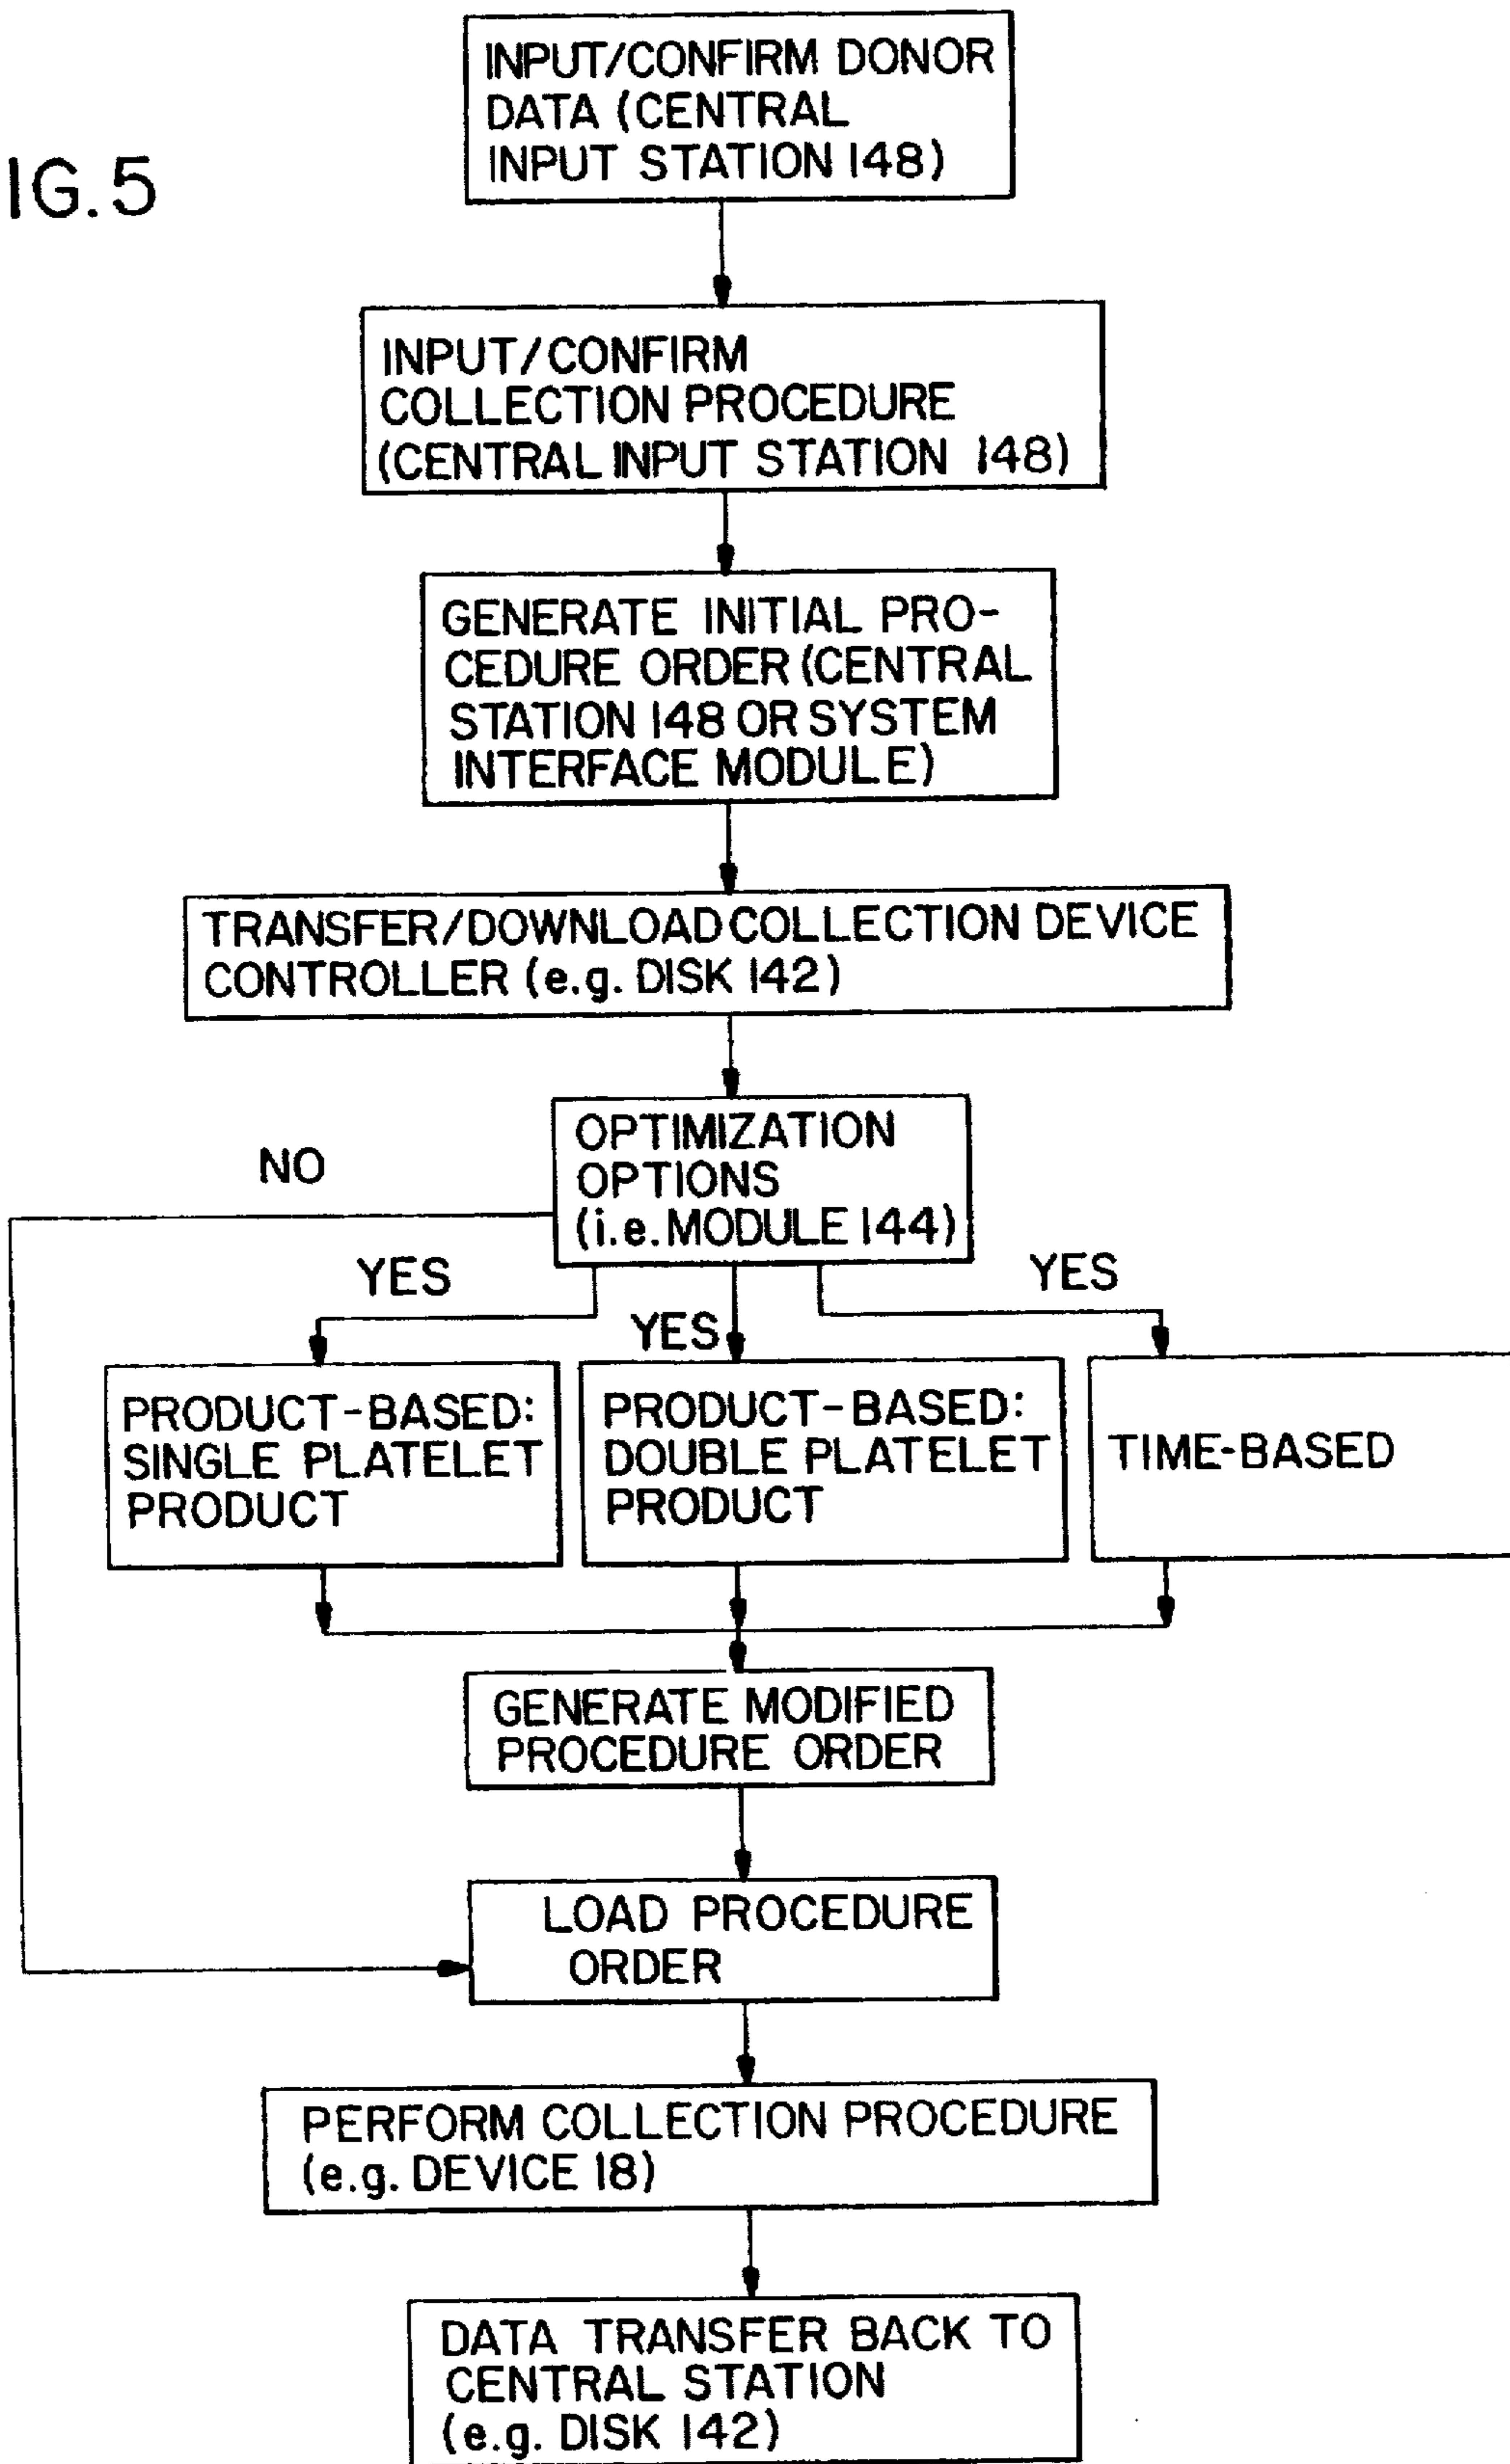 INPUT/CONFIRM DONOR
DATA (CENTRAL
INPUT STATION 148)
IG. 5
INPUT/CONFIRM
COLLECTION PROCEDURE
(CENTRAL INPUT STATION 148)
GENERATE INITIAL PRO-
CEDURE ORDER (CENTRAL
STATION 148 OR SYSTEM
INTERFACE MODULE)
TRANSFER/DOWNLOAD COLLECTION DEVICE
CONTROLLER (e.g. DISK 142)
OPTIMIZATION
OPTIONS
(i.e. MODULE 144)
NO
YES
YES
YES
PRODUCT-BASED:
SINGLE PLATELET
PRODUCT
PRODUCT-BASED:
DOUBLE PLATELET
PRODUCT
TIME-BASED
GENERATE MODIFIED
PROCEDURE ORDER
LOAD PROCEDURE
ORDER
PERFORM COLLECTION PROCEDURE
(e.g. DEVICE 18)
DATA TRANSFER BACK TO
CENTRAL STATION
(e.g. DISK 142)